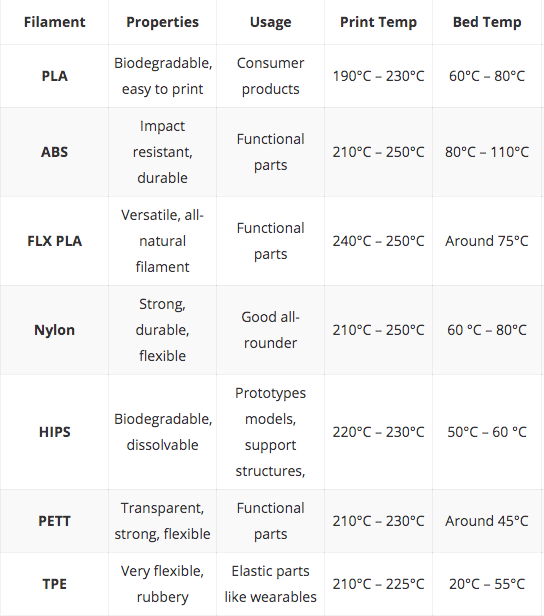 Filament Properties Usage Print Temp Bed Temp
PLA
Biodegradable,
easy to print
Consumer
products
190°C – 230°C
60°C – 80°C
ABS
Impact
resistant,
durable
Functional
parts
210°C – 250°C
80°C – 110°C
FLX PLA
Versatile, all-
natural
filament
Functional
parts
240°C – 250°C
Around 75°C
Nylon
Strong,
durable,
flexible
Good all-
rounder
210°C – 250°C
60 °C – 80°C
HIPS
Biodegradable,
dissolvable
Prototypes
models,
support
structures,
220°C – 230°C
50°C – 60 °C
PETT
Transparent,
strong, flexible
Functional
parts
210°C – 230°C
Around 45°C
TPE
Very flexible,
rubbery
Elastic parts
like wearables
210°C – 225°C
20°C – 55°C